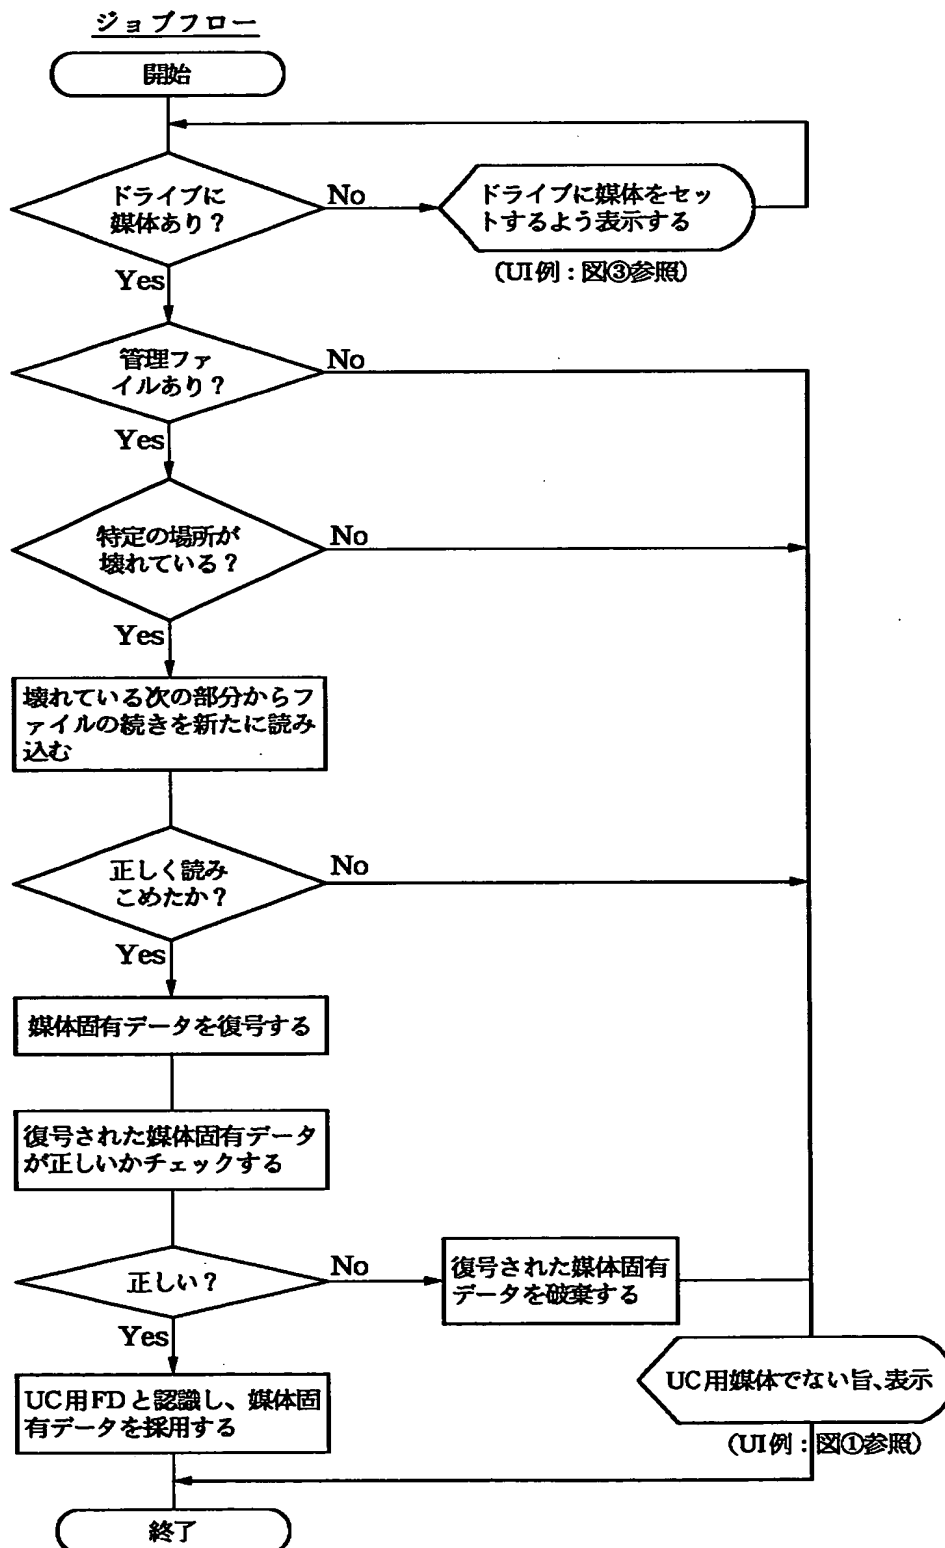 ジョブフロー
開始
ドライブに
媒体あり?
No
ドライブに媒体をセッ
トするよう表示する
(UI例:図③参照)
Yes
管理ファ
イルあり?
No
Yes
特定の場所が
壊れている?
No
Yes
壊れている次の部分からフ
ァイルの続きを新たに読み
込む
正しく読み
こめたか?
No
Yes
媒体固有データを復号する
復号された媒体固有データ
が正しいかチェックする
正しい?
No
復号された媒体固有
データを破棄する
Yes
UC用FDと認識し、媒体固
有データを採用する
UC用媒体でない旨、表示
(UI例:図①参照)
終了